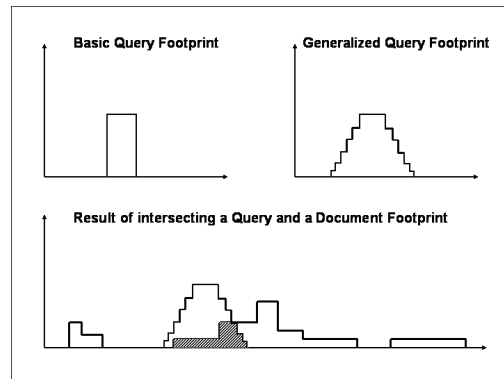 Basic Query Footprint
Generalized Query Footprint
Result of intersecting a Query and a Document Footprint